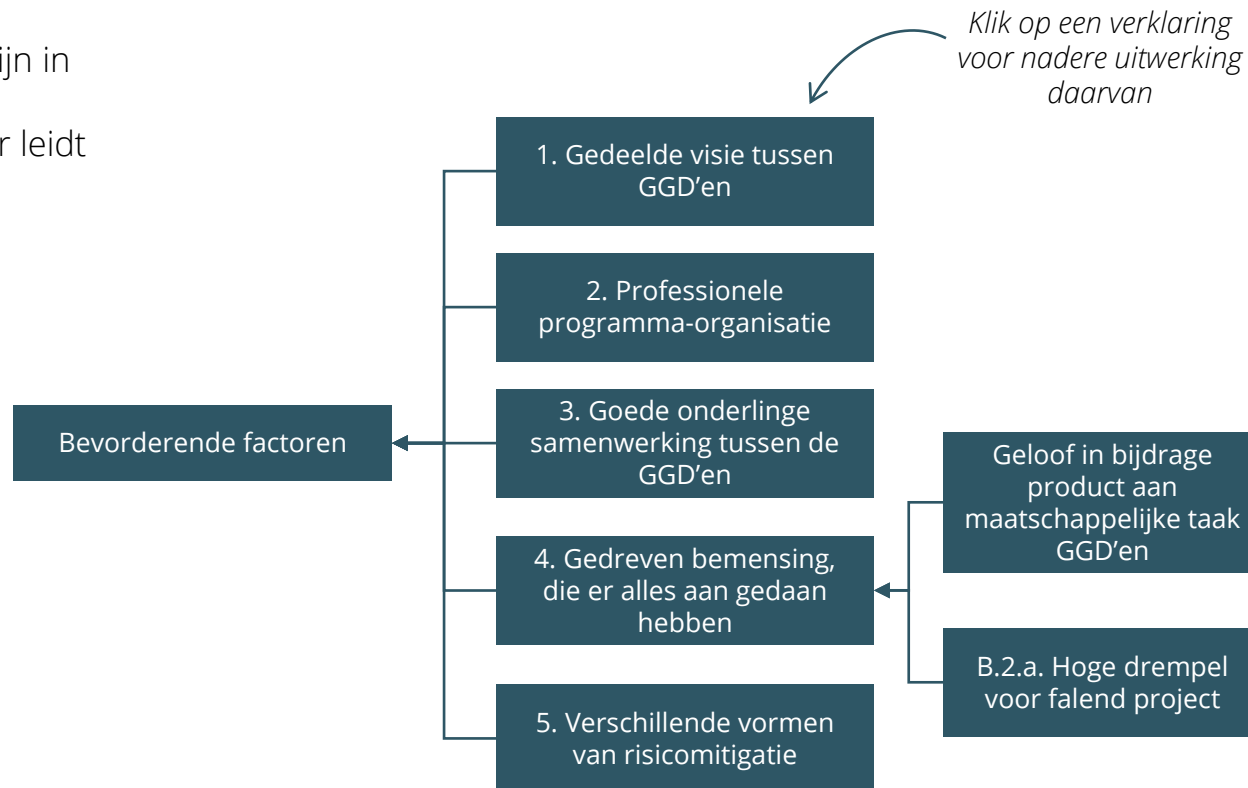 ijn in
r leidt
Klik op een verklaring
voor nadere uitwerking
daarvan
1. Gedeelde visie tussen
GGD’en
2. Professionele
programma-organisatie
Bevorderende factoren
3. Goede onderlinge
samenwerking tussen de
GGD’en
4. Gedreven bemensing,
die er alles aan gedaan
hebben
Geloof in bijdrage
product aan
maatschappelijke taak
GGD’en
B.2.a. Hoge drempel
voor falend project
5. Verschillende vormen
van risicomitigatie